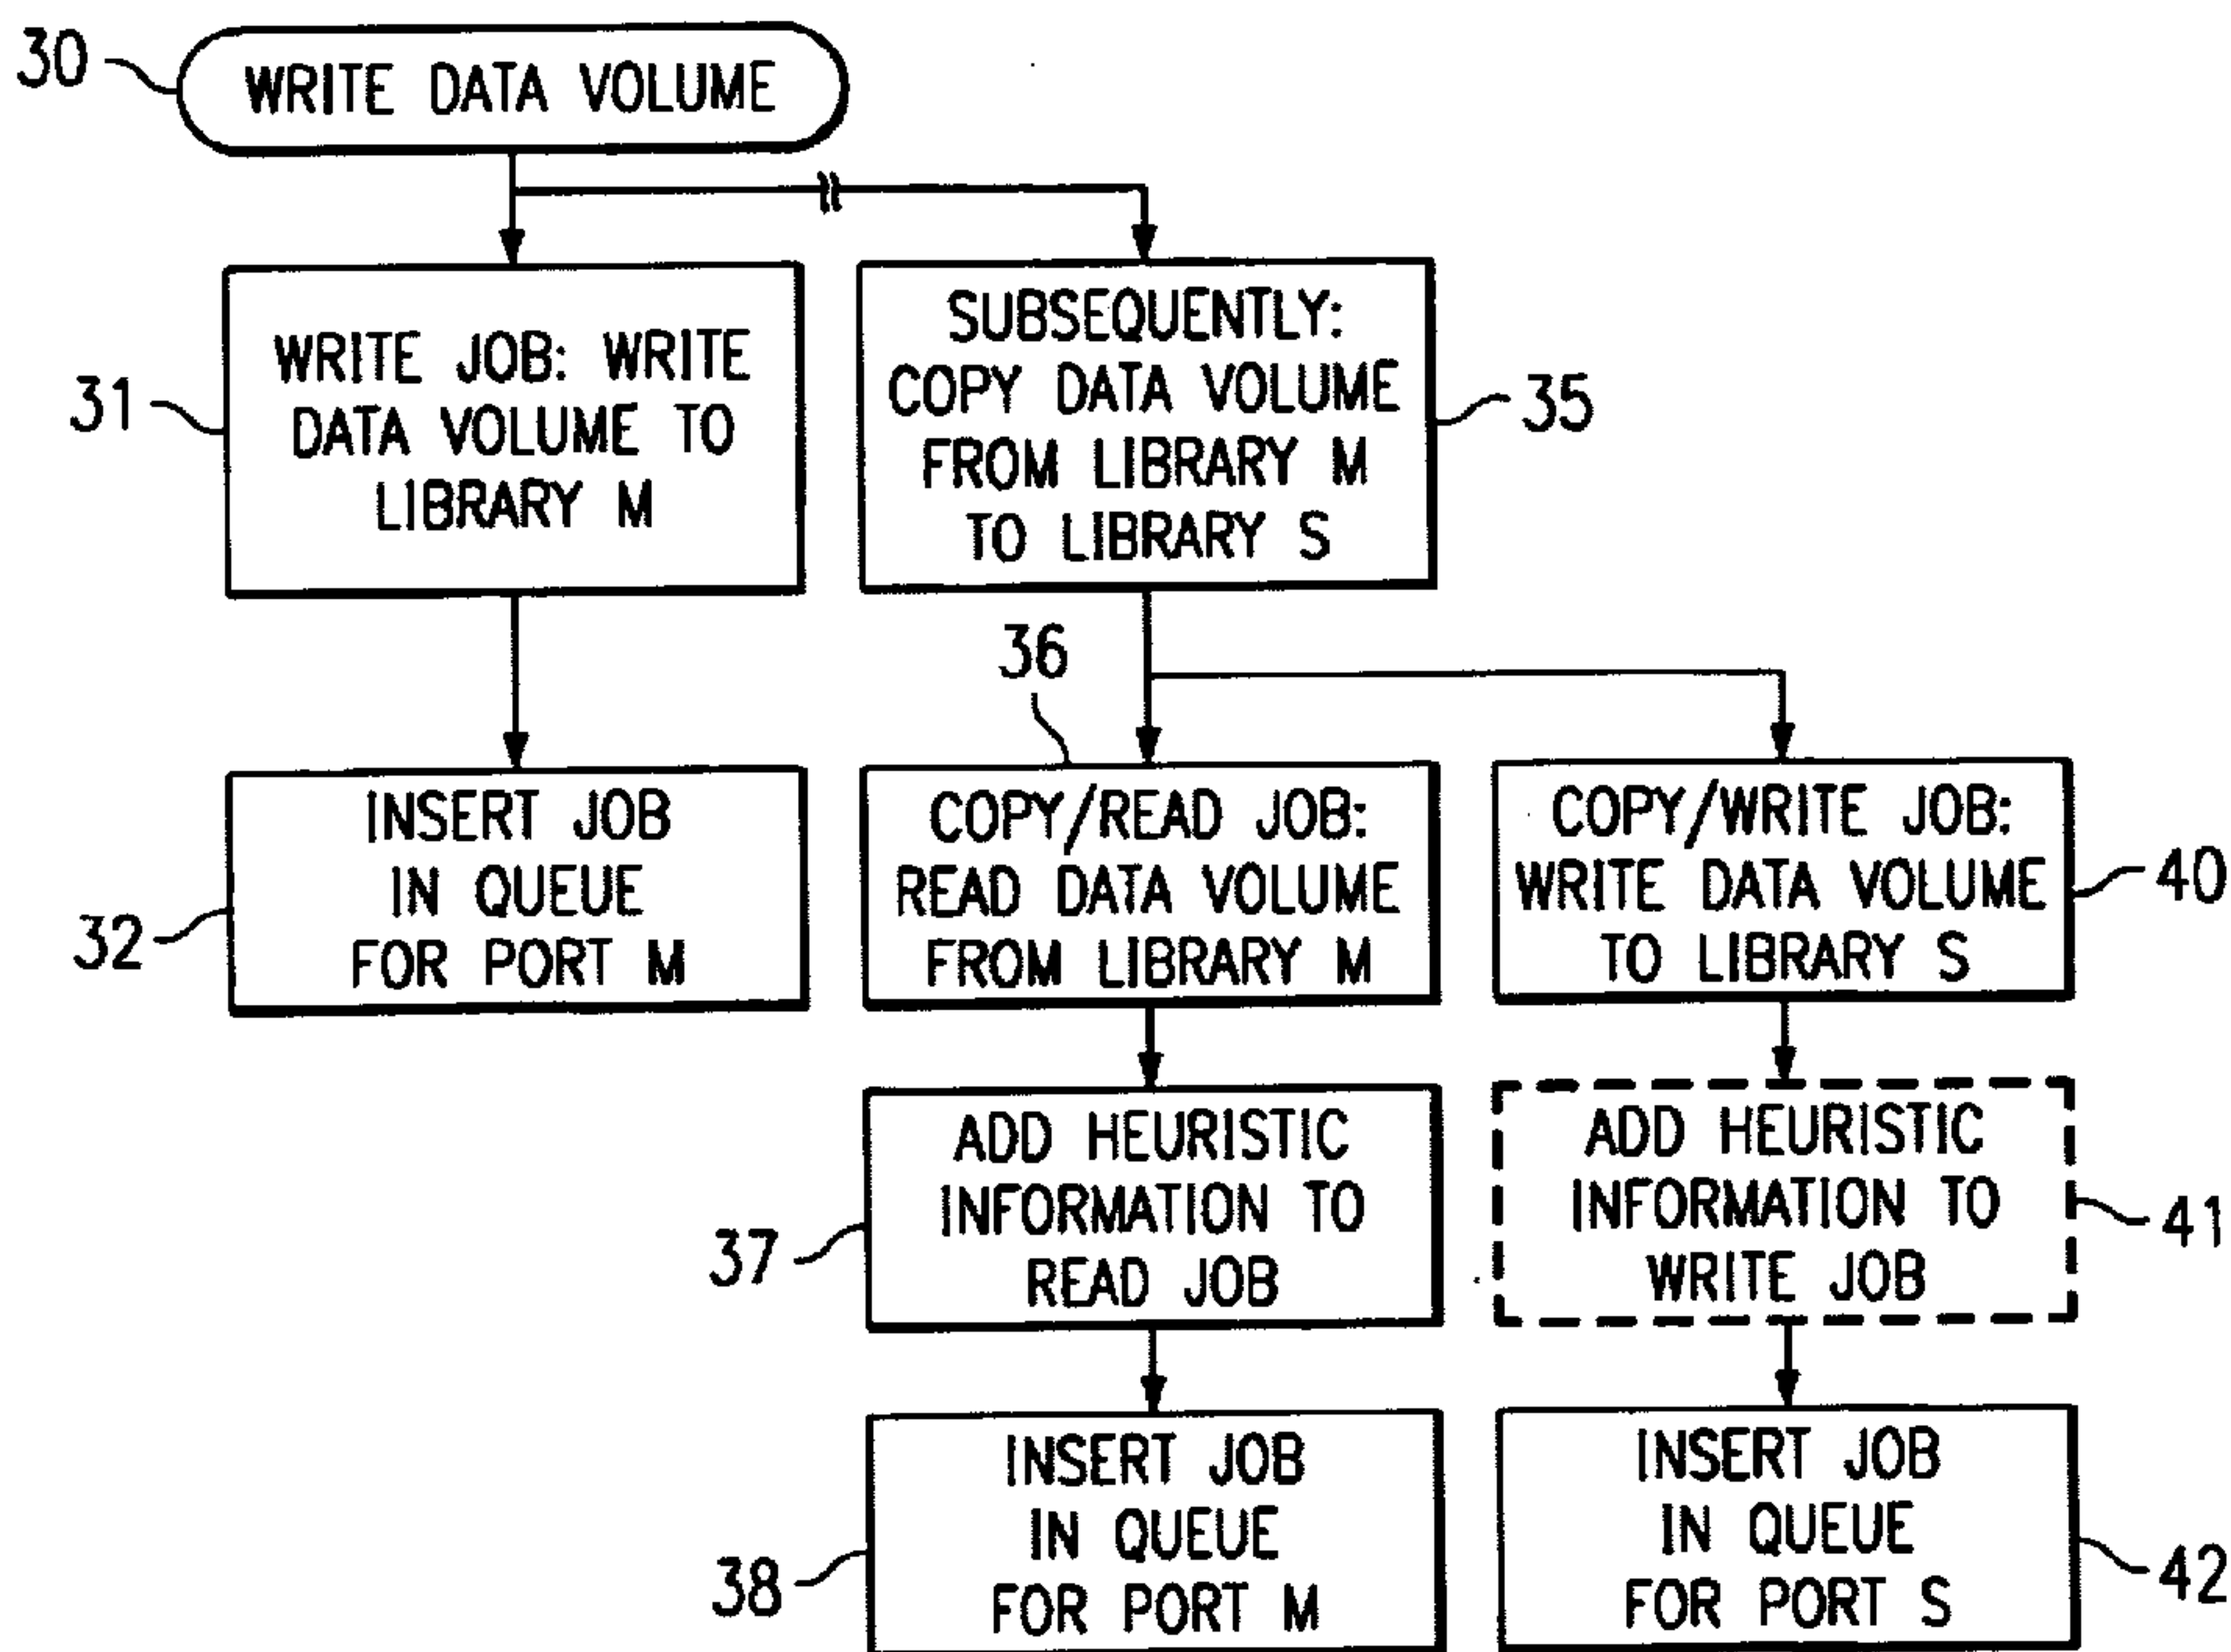 30
WRITE DATA VOLUME
31
WRITE JOB: WRITE
DATA VOLUME TO
LIBRARY M
SUBSEQUENTLY:
COPY DATA VOLUME
FROM LIBRARY M
TO LIBRARY S
35
36
32
INSERT JOB
IN QUEUE
FOR PORT M
COPY/READ JOB:
READ DATA VOLUME
FROM LIBRARY M
COPY/WRITE JOB:
WRITE DATA VOLUME
TO LIBRARY S
40
37
ADD HEURISTIC
INFORMATION TO
READ JOB
ADD HEURISTIC
INFORMATION TO
WRITE JOB
41
38
INSERT JOB
IN QUEUE
FOR PORT M
INSERT JOB
IN QUEUE
FOR PORT S
42